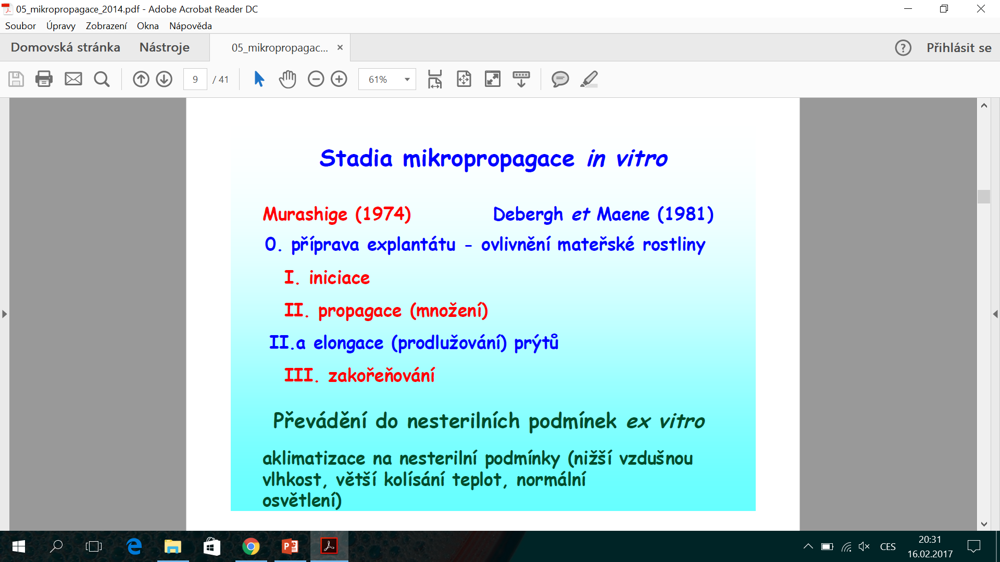 05_mikropropagace_2014.pdf - Adobe Acrobat Reader DC
Soubor Úpravy Zobrazení Okna Nápověda
Domovská stránka Nástroje 05_mikropropagac... × ? Přihlásit se
9 / 41 61%
Stadia mikropropagace in vitro
Murashige (1974) Debergh et Maene (1981)
0. příprava explantátu - ovlivnění mateřské rostliny
I. iniciace
II. propagace (množení)
II.a elongace (prodlužování) prýtů
III. zakořeňování
Převádění do nesterilních podmínek ex vitro
aklimatizace na nesterilní podmínky (nižší vzdušnou
vlhkost, větší kolísání teplot, normální
osvětlení)
CES 20:31
16.02.2017